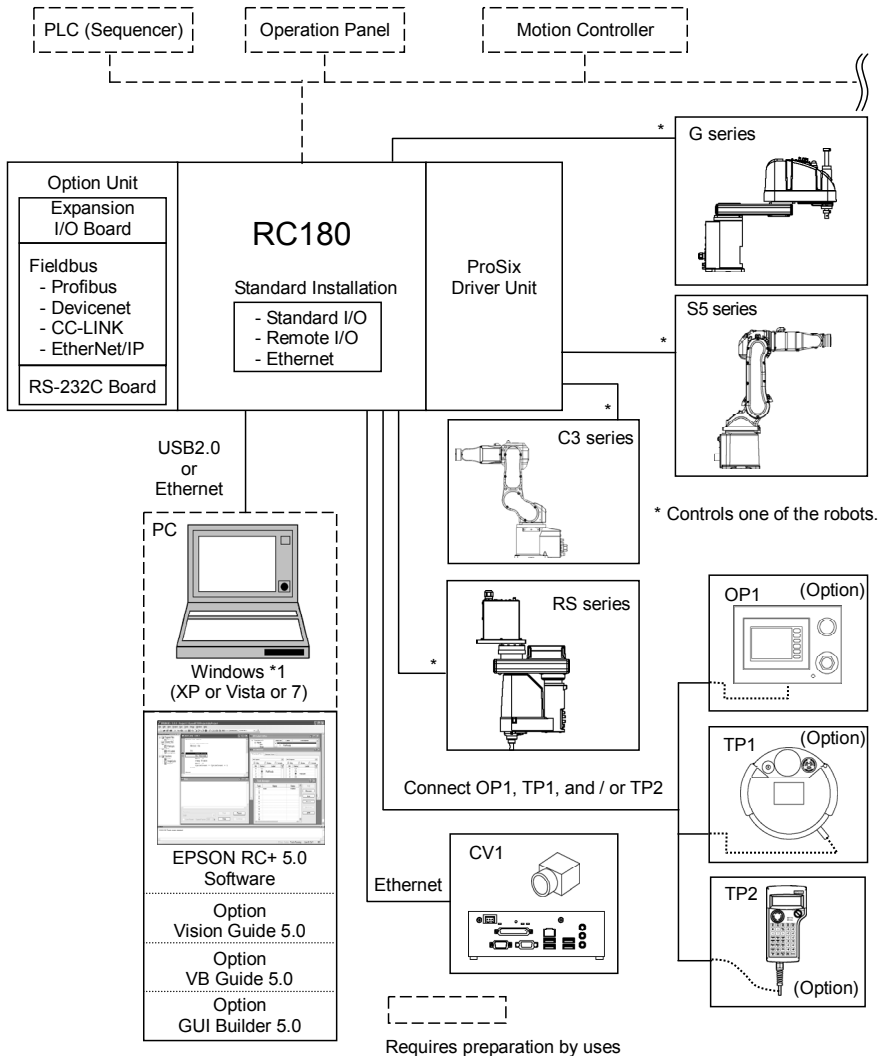 PLC (Sequencer)
Operation Panel
Motion Controller
*
G series
Option Unit
Expansion
I/O Board
Fieldbus
- Profibus
- Devicenet
- CC-LINK
- EtherNet/IP
RS-232C Board
RC180
Standard Installation
- Standard I/O
- Remote I/O
- Ethernet
ProSix
Driver Unit
*
S5 series
*
C3 series
USB2.0
or
Ethernet
* Controls one of the robots.
PC
Windows *1
(XP or Vista or 7)
*
RS series
OP1
(Option)
TP1
(Option)
Connect OP1, TP1, and / or TP2
EPSON RC+ 5.0
Software
Option
Vision Guide 5.0
Option
VB Guide 5.0
Option
GUI Builder 5.0
Ethernet
CV1
TP2
(Option)
Requires preparation by uses